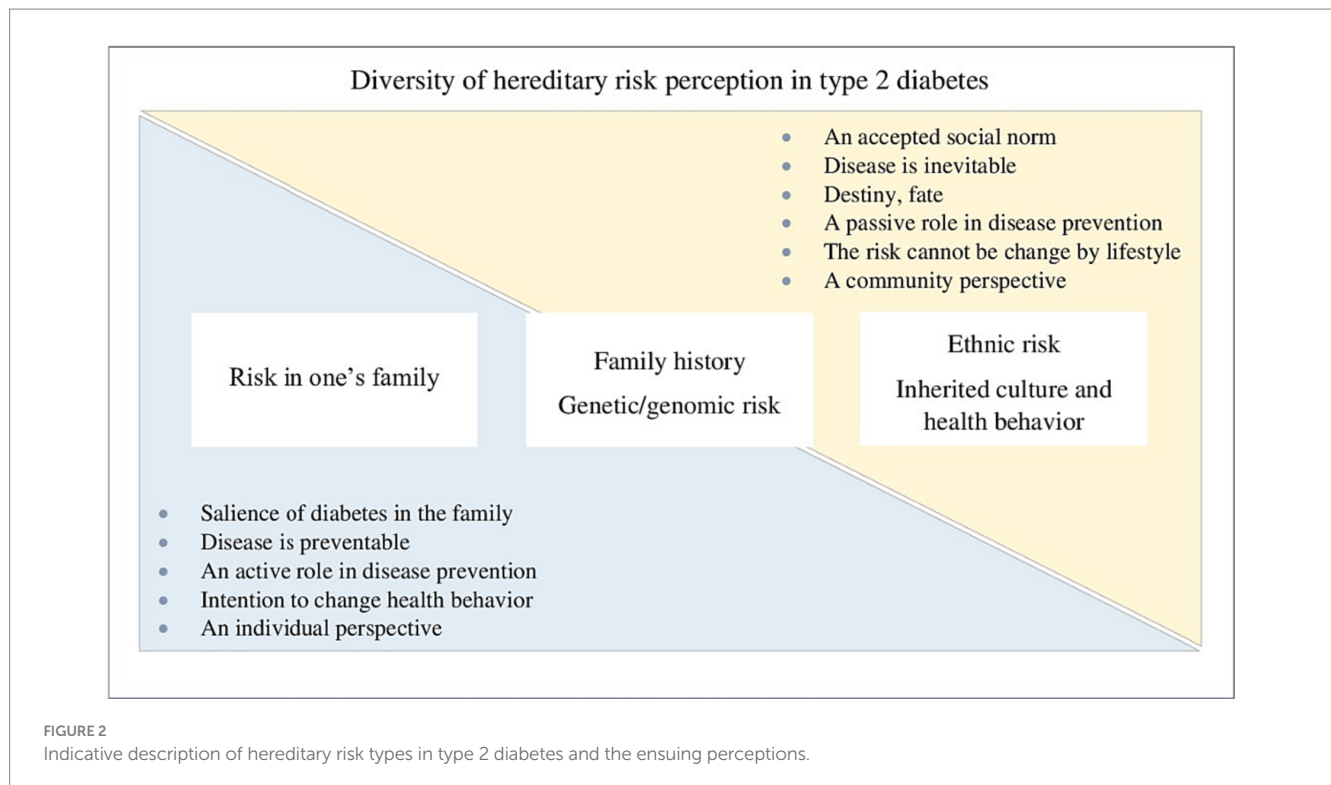 Diversity of hereditary risk perception in type 2 diabetes
• An accepted social norm
• Disease is inevitable
• Destiny, fate
• A passive role in disease prevention
• The risk cannot be change by lifestyle
• A community perspective
Risk in one's family
Family history
Genetic/genomic risk
Ethnic risk
Inherited culture and
health behavior
• Salience of diabetes in the family
• Disease is preventable
• An active role in disease prevention
• Intention to change health behavior
• An individual perspective
FIGURE 2
Indicative description of hereditary risk types in type 2 diabetes and the ensuing perceptions.